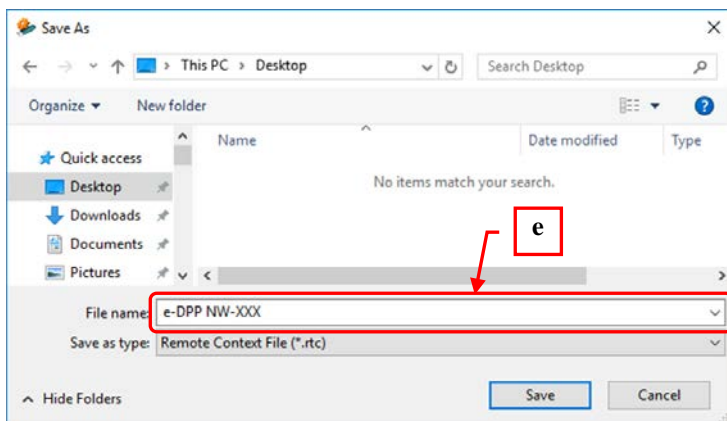 Save As
This PC > Desktop
Search Desktop
Organize
New folder
Name
Date modified
Type
Quick access
No items match your search.
Desktop
e
Downloads
Documents
Pictures
File name:
e-DPP NW-XXX
Save as type:
Remote Context File (*.rtc)
Hide Folders
Save
Cancel